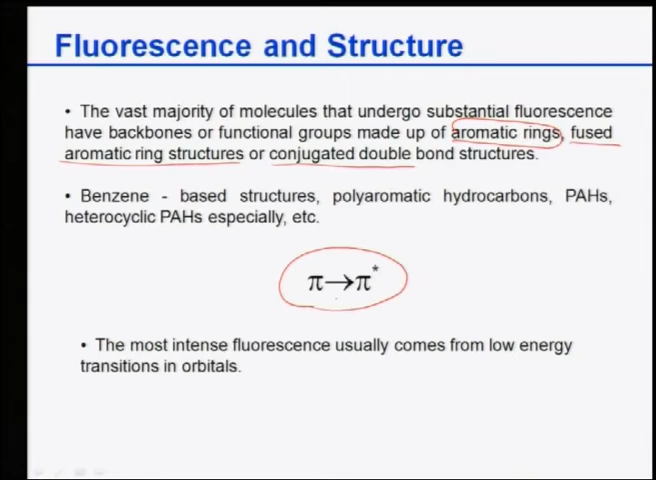 Fluorescence and Structure
• The vast majority of molecules that undergo substantial fluorescence
have backbones or functional groups made up of aromatic rings, fused
aromatic ring structures or conjugated double bond structures.
• Benzene - based structures, polyaromatic hydrocarbons, PAHs,
heterocyclic PAHs especially, etc.
π→π*
• The most intense fluorescence usually comes from low energy
transitions in orbitals.